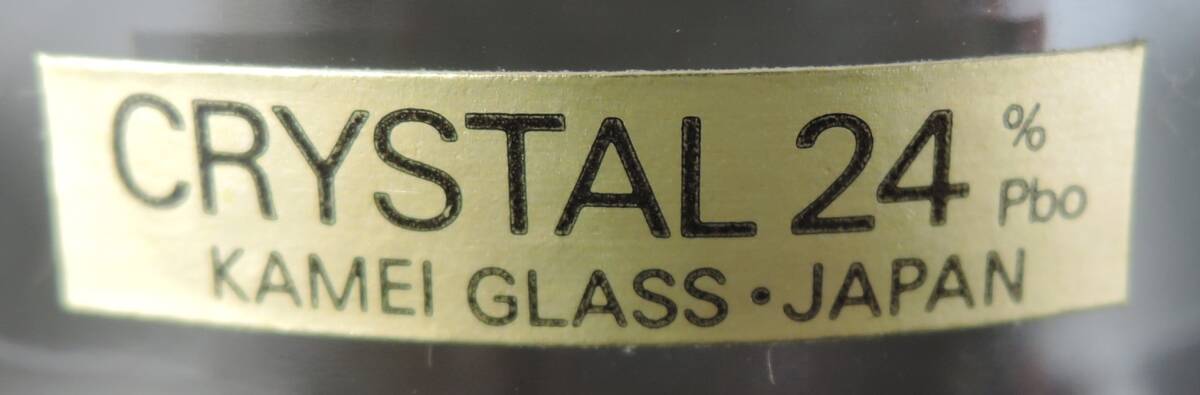 CRYSTAL 24 % Pbo
KAMEI GLASS · JAPAN